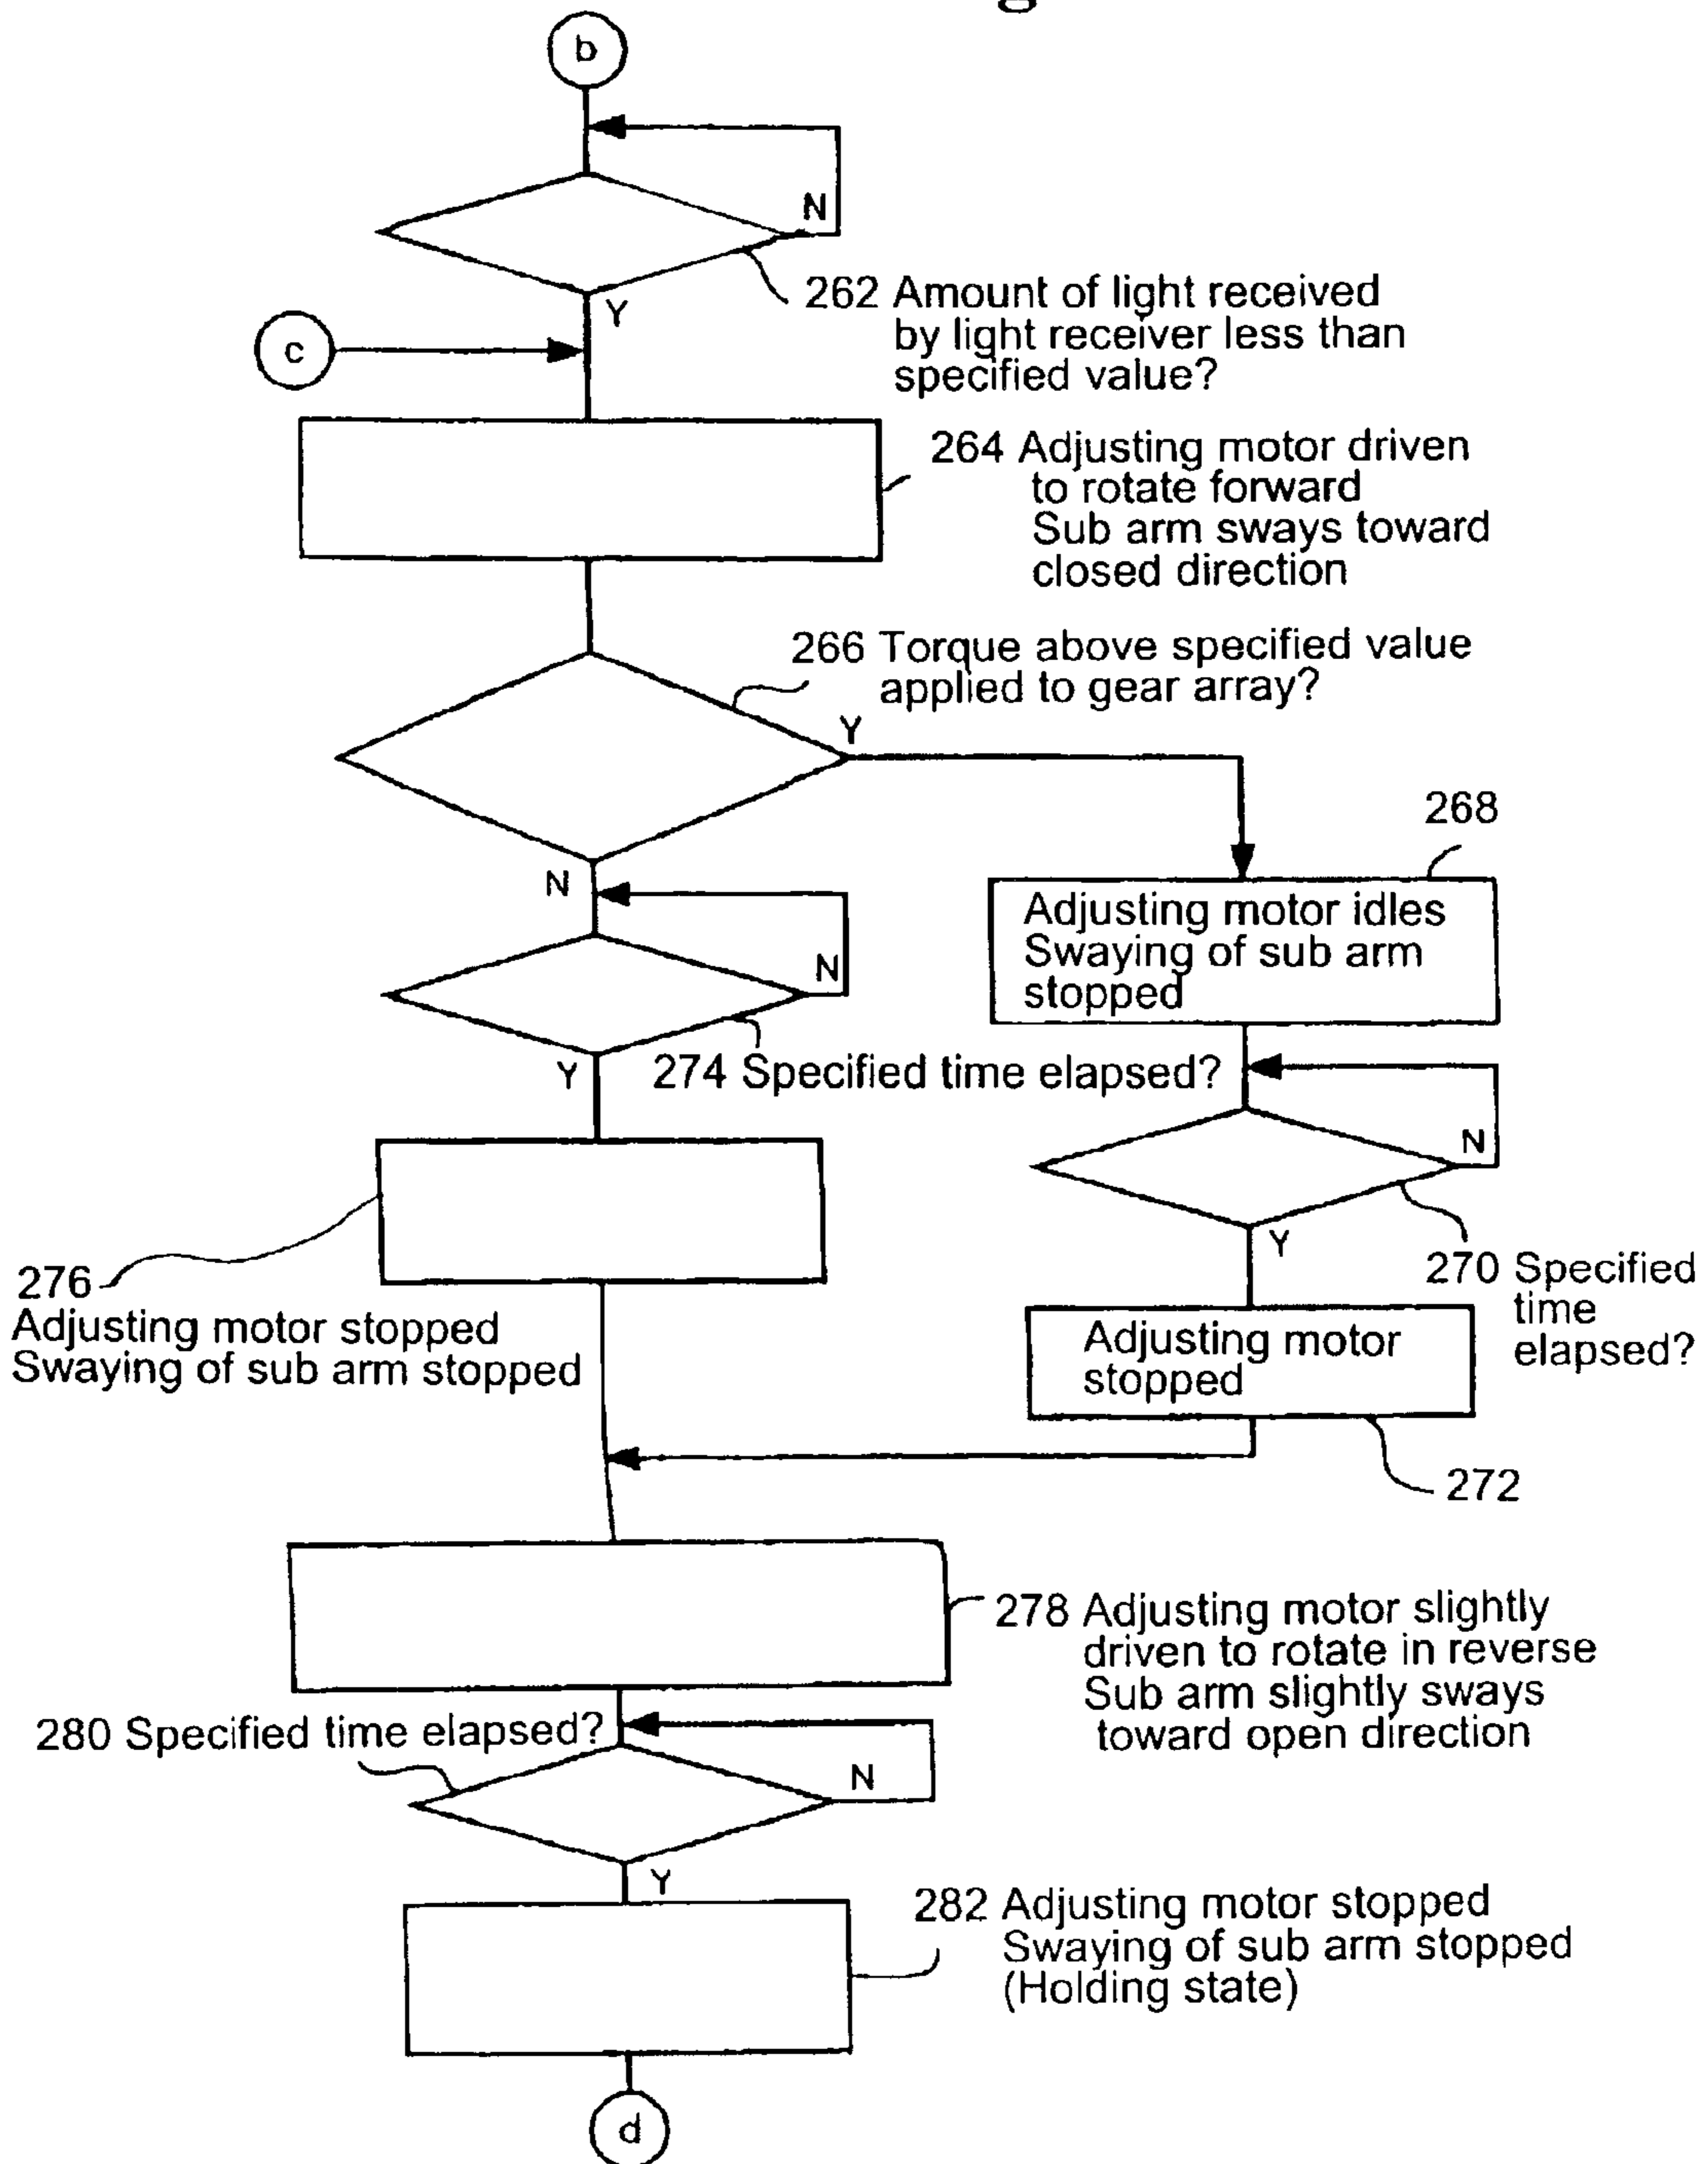 b
N
262 Amount of light received
by light receiver less than
specified value?
Y
c
264 Adjusting motor driven
to rotate forward
Sub arm sways toward
closed direction
266 Torque above specified value
applied to gear array?
Y
N
268
Adjusting motor idles
Swaying of sub arm
stopped
N
274 Specified time elapsed?
Y
N
Y
270 Specified
time
elapsed?
276
Adjusting motor stopped
Swaying of sub arm stopped
Adjusting motor
stopped
272
278 Adjusting motor slightly
driven to rotate in reverse
Sub arm slightly sways
toward open direction
280 Specified time elapsed?
N
Y
282 Adjusting motor stopped
Swaying of sub arm stopped
(Holding state)
d